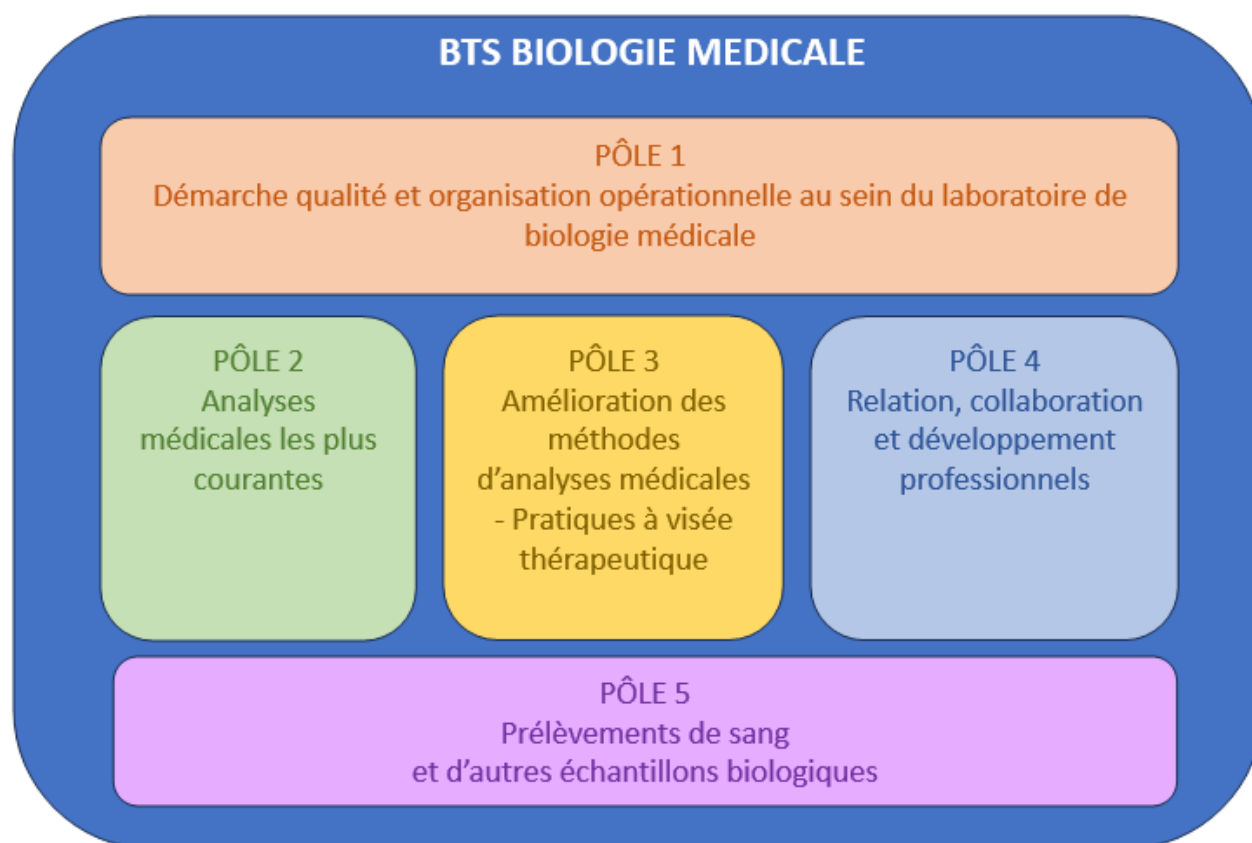 BTS BIOLOGIE MEDICALE
PÔLE 1
Démarche qualité et organisation opérationnelle au sein du laboratoire de
biologie médicale
PÔLE 2
Analyses
médicales les plus
courantes
PÔLE 3
Amélioration des
méthodes
d’analyses médicales
- Pratiques à visée
thérapeutique
PÔLE 4
Relation, collaboration
et développement
professionnels
PÔLE 5
Prélèvements de sang
et d’autres échantillons biologiques